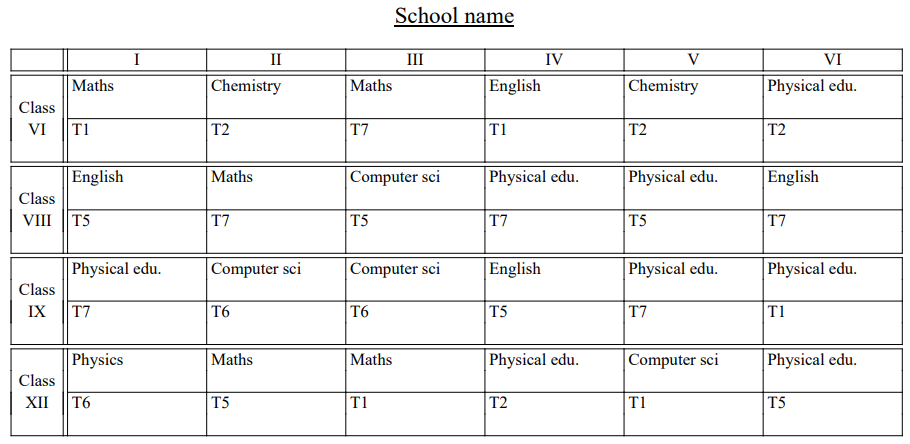 School name
I II III IV V VI
Class VI
Maths Chemistry Maths English Chemistry Physical edu.
T1 T2 T7 T1 T2 T2
Class VIII
English Maths Computer sci Physical edu. Physical edu. English
T5 T7 T5 T7 T5 T7
Class IX
Physical edu. Computer sci Computer sci English Physical edu. Physical edu.
T7 T6 T6 T5 T7 T1
Class XII
Physics Maths Maths Physical edu. Computer sci Physical edu.
T6 T5 T1 T2 T1 T5